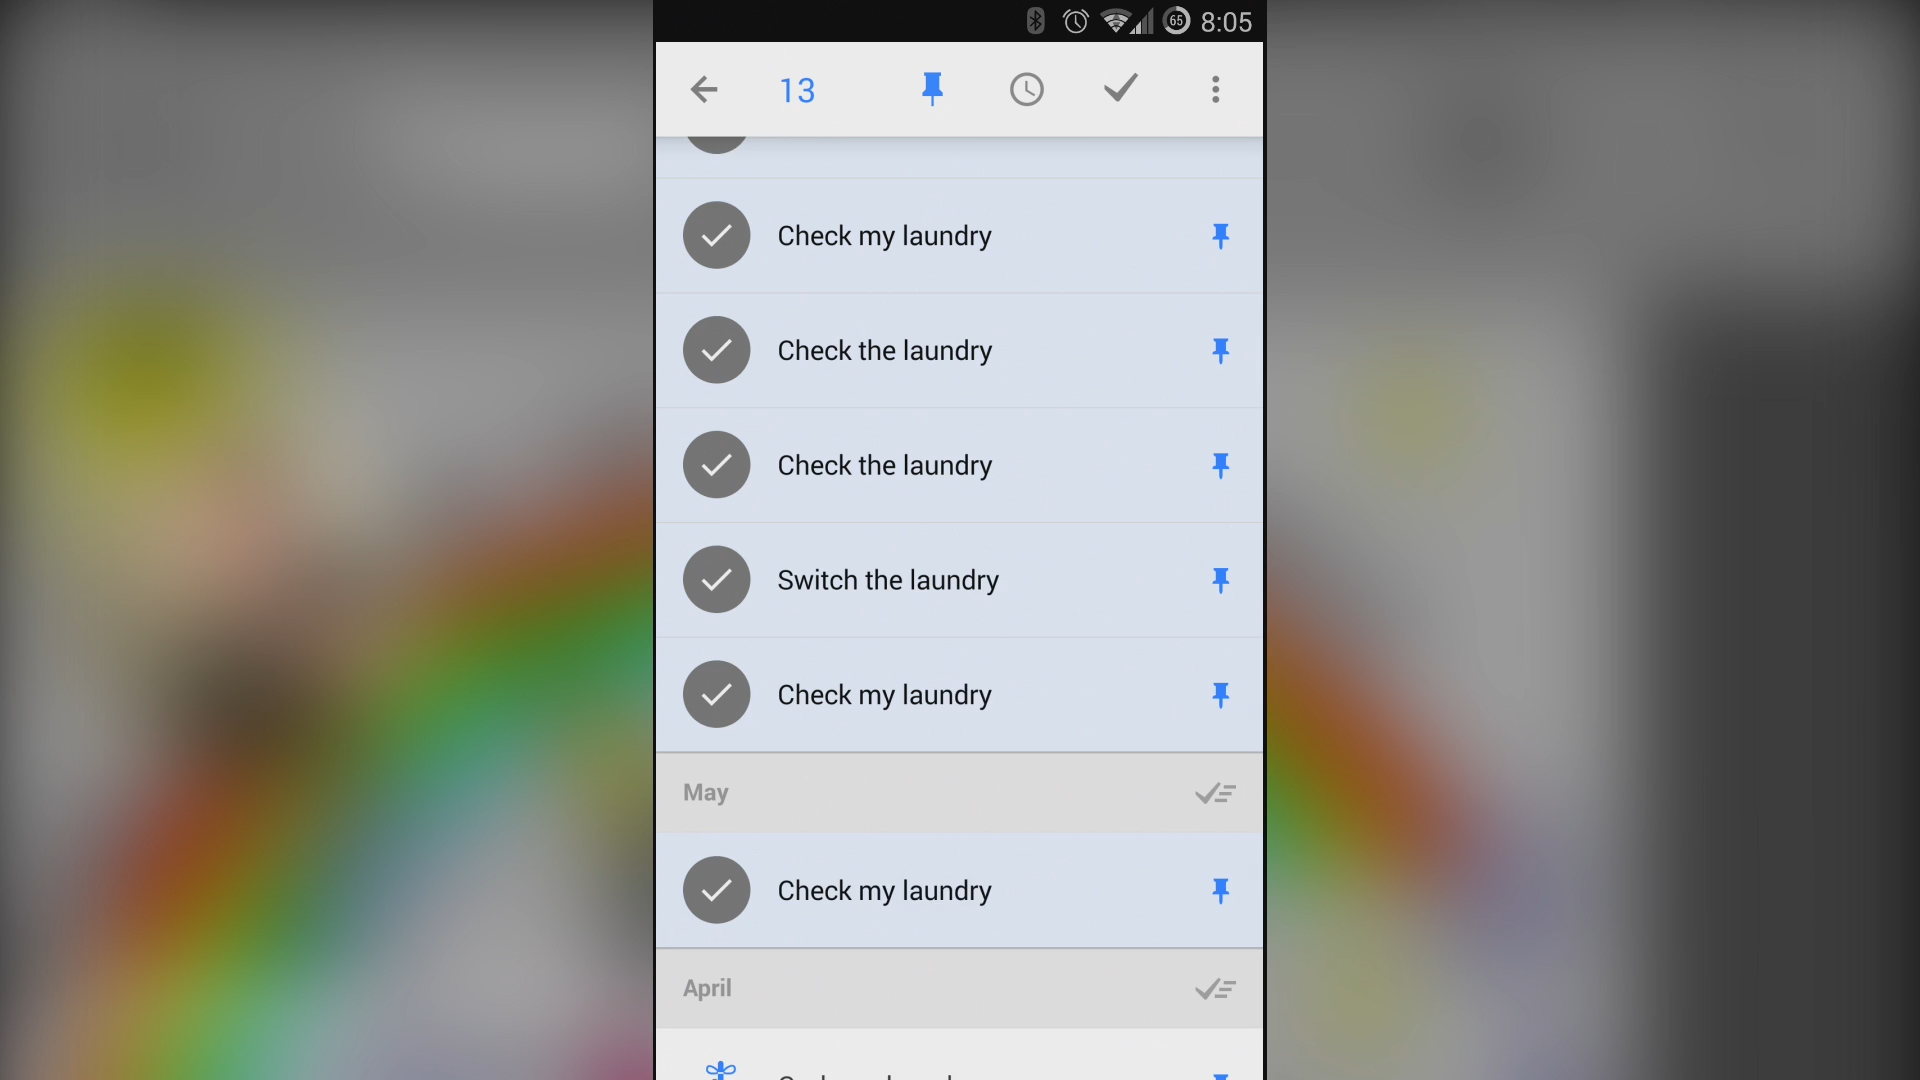 65 8:05
13
Check my laundry
Check the laundry
Check the laundry
Switch the laundry
Check my laundry
May
Check my laundry
April